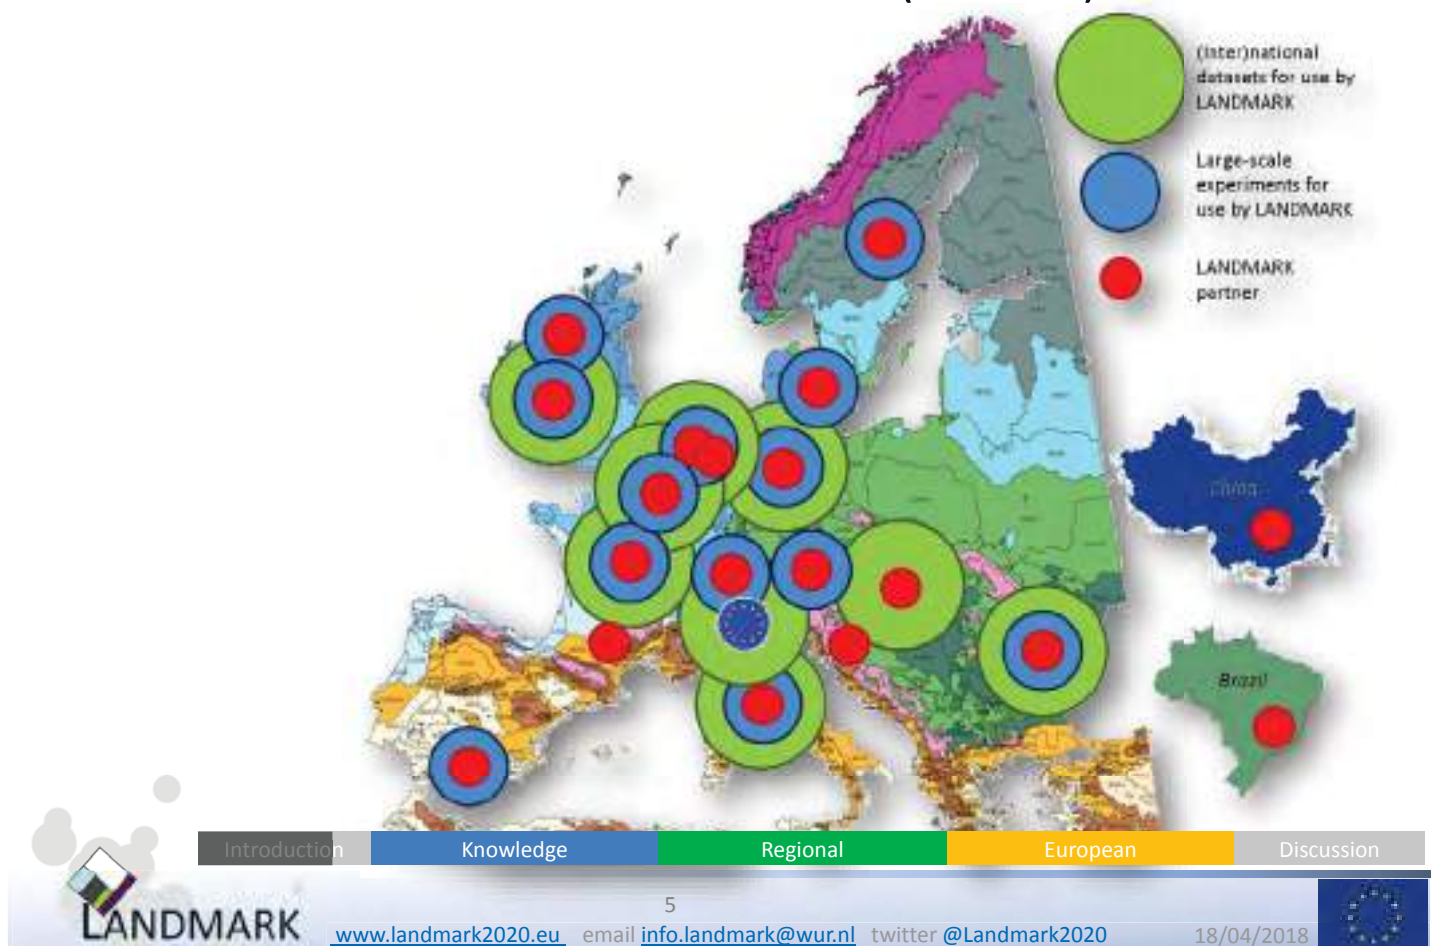 (Inter)national
datasets for use by
LANDMARK
Large-scale
experiments for
use by LANDMARK
LANDMARK
partner
China
Brazil
Introduction Knowledge Regional European Discussion
LANDMARK
5
www.landmark2020.eu email info.landmark@wur.nl twitter @Landmark2020 18/04/2018